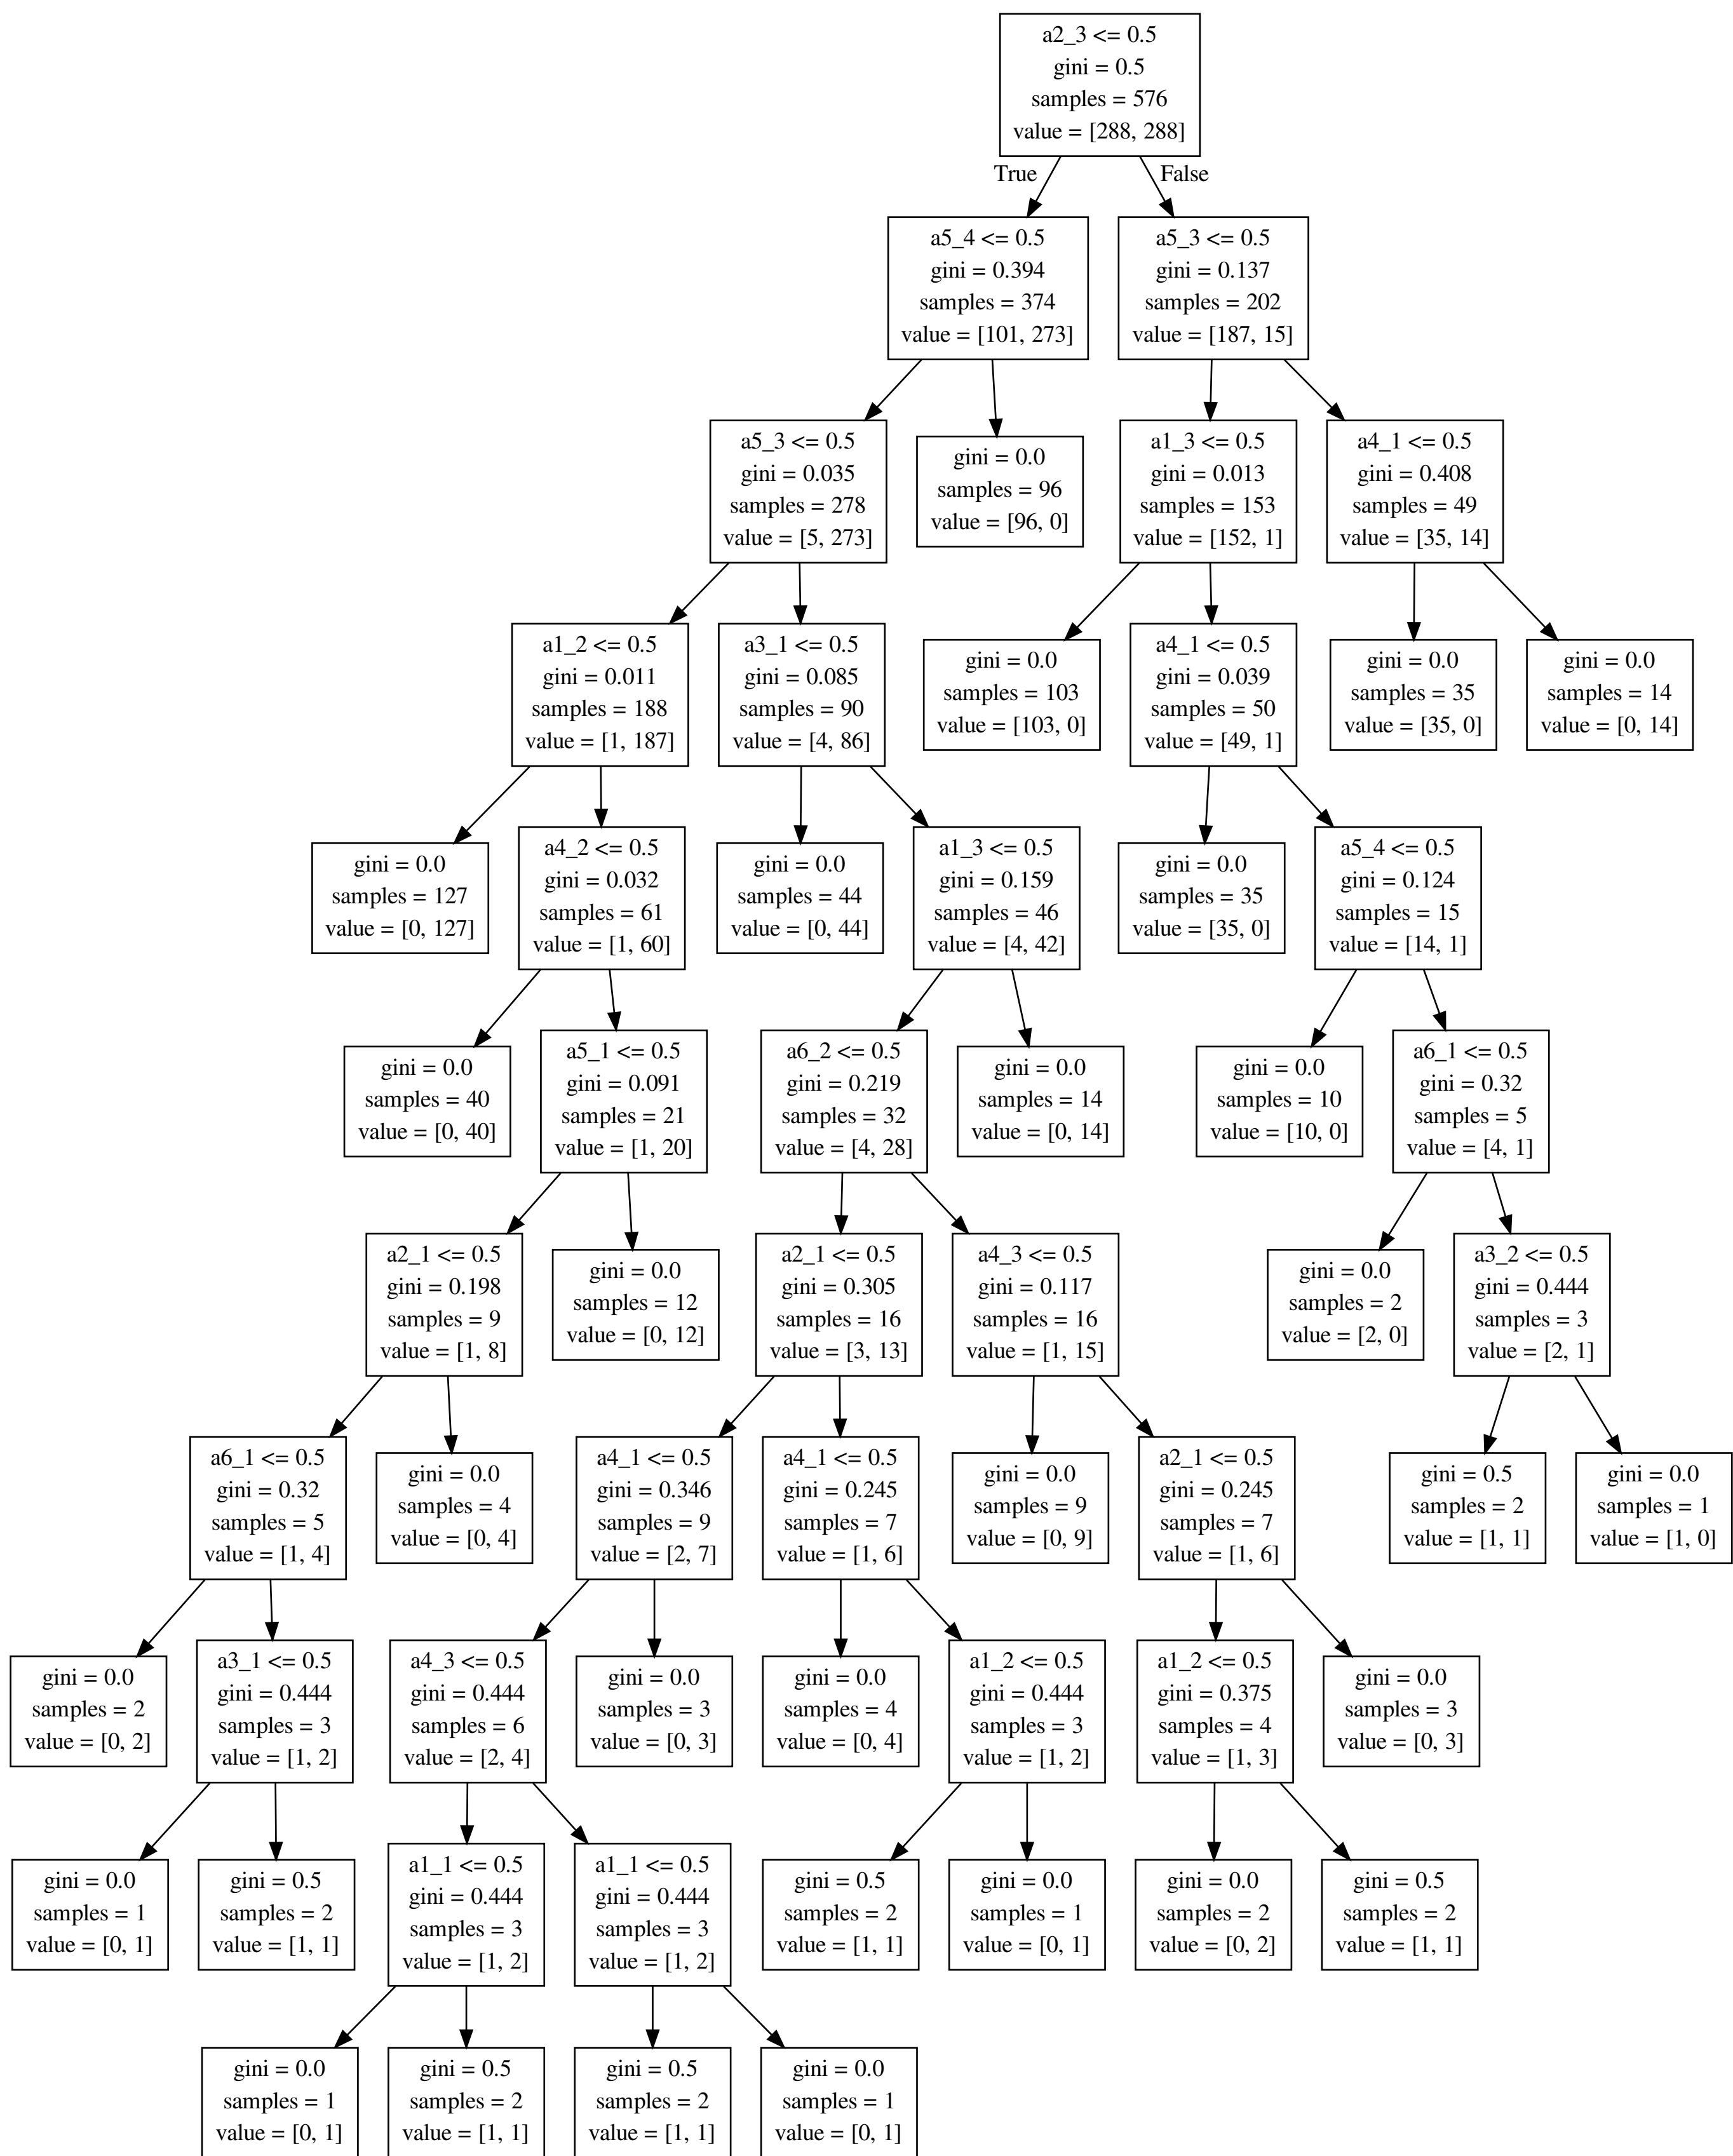 a2_3 <= 0.5
gini = 0.5
samples = 576
value = [288, 288]
True
False
a5_4 <= 0.5
gini = 0.394
samples = 374
value = [101, 273]
a5_3 <= 0.5
gini = 0.137
samples = 202
value = [187, 15]
a5_3 <= 0.5
gini = 0.035
samples = 278
value = [5, 273]
gini = 0.0
samples = 96
value = [96, 0]
a1_3 <= 0.5
gini = 0.013
samples = 153
value = [152, 1]
a4_1 <= 0.5
gini = 0.408
samples = 49
value = [35, 14]
a1_2 <= 0.5
gini = 0.011
samples = 188
value = [1, 187]
a3_1 <= 0.5
gini = 0.085
samples = 90
value = [4, 86]
gini = 0.0
samples = 103
value = [103, 0]
a4_1 <= 0.5
gini = 0.039
samples = 50
value = [49, 1]
gini = 0.0
samples = 35
value = [35, 0]
gini = 0.0
samples = 14
value = [0, 14]
gini = 0.0
samples = 127
value = [0, 127]
a4_2 <= 0.5
gini = 0.032
samples = 61
value = [1, 60]
gini = 0.0
samples = 44
value = [0, 44]
a1_3 <= 0.5
gini = 0.159
samples = 46
value = [4, 42]
gini = 0.0
samples = 35
value = [35, 0]
a5_4 <= 0.5
gini = 0.124
samples = 15
value = [14, 1]
gini = 0.0
samples = 40
value = [0, 40]
a5_1 <= 0.5
gini = 0.091
samples = 21
value = [1, 20]
a6_2 <= 0.5
gini = 0.219
samples = 32
value = [4, 28]
gini = 0.0
samples = 14
value = [0, 14]
gini = 0.0
samples = 10
value = [10, 0]
a6_1 <= 0.5
gini = 0.32
samples = 5
value = [4, 1]
a2_1 <= 0.5
gini = 0.198
samples = 9
value = [1, 8]
gini = 0.0
samples = 12
value = [0, 12]
a2_1 <= 0.5
gini = 0.305
samples = 16
value = [3, 13]
a4_3 <= 0.5
gini = 0.117
samples = 16
value = [1, 15]
gini = 0.0
samples = 2
value = [2, 0]
a3_2 <= 0.5
gini = 0.444
samples = 3
value = [2, 1]
a6_1 <= 0.5
gini = 0.32
samples = 5
value = [1, 4]
gini = 0.0
samples = 4
value = [0, 4]
a4_1 <= 0.5
gini = 0.346
samples = 9
value = [2, 7]
a4_1 <= 0.5
gini = 0.245
samples = 7
value = [1, 6]
gini = 0.0
samples = 9
value = [0, 9]
a2_1 <= 0.5
gini = 0.245
samples = 7
value = [1, 6]
gini = 0.5
samples = 2
value = [1, 1]
gini = 0.0
samples = 1
value = [1, 0]
gini = 0.0
samples = 2
value = [0, 2]
a3_1 <= 0.5
gini = 0.444
samples = 3
value = [1, 2]
a4_3 <= 0.5
gini = 0.444
samples = 6
value = [2, 4]
gini = 0.0
samples = 3
value = [0, 3]
gini = 0.0
samples = 4
value = [0, 4]
a1_2 <= 0.5
gini = 0.444
samples = 3
value = [1, 2]
a1_2 <= 0.5
gini = 0.375
samples = 4
value = [1, 3]
gini = 0.0
samples = 3
value = [0, 3]
gini = 0.0
samples = 1
value = [0, 1]
gini = 0.5
samples = 2
value = [1, 1]
a1_1 <= 0.5
gini = 0.444
samples = 3
value = [1, 2]
a1_1 <= 0.5
gini = 0.444
samples = 3
value = [1, 2]
gini = 0.5
samples = 2
value = [1, 1]
gini = 0.0
samples = 1
value = [0, 1]
gini = 0.0
samples = 2
value = [0, 2]
gini = 0.5
samples = 2
value = [1, 1]
gini = 0.0
samples = 1
value = [0, 1]
gini = 0.5
samples = 2
value = [1, 1]
gini = 0.5
samples = 2
value = [1, 1]
gini = 0.0
samples = 1
value = [0, 1]